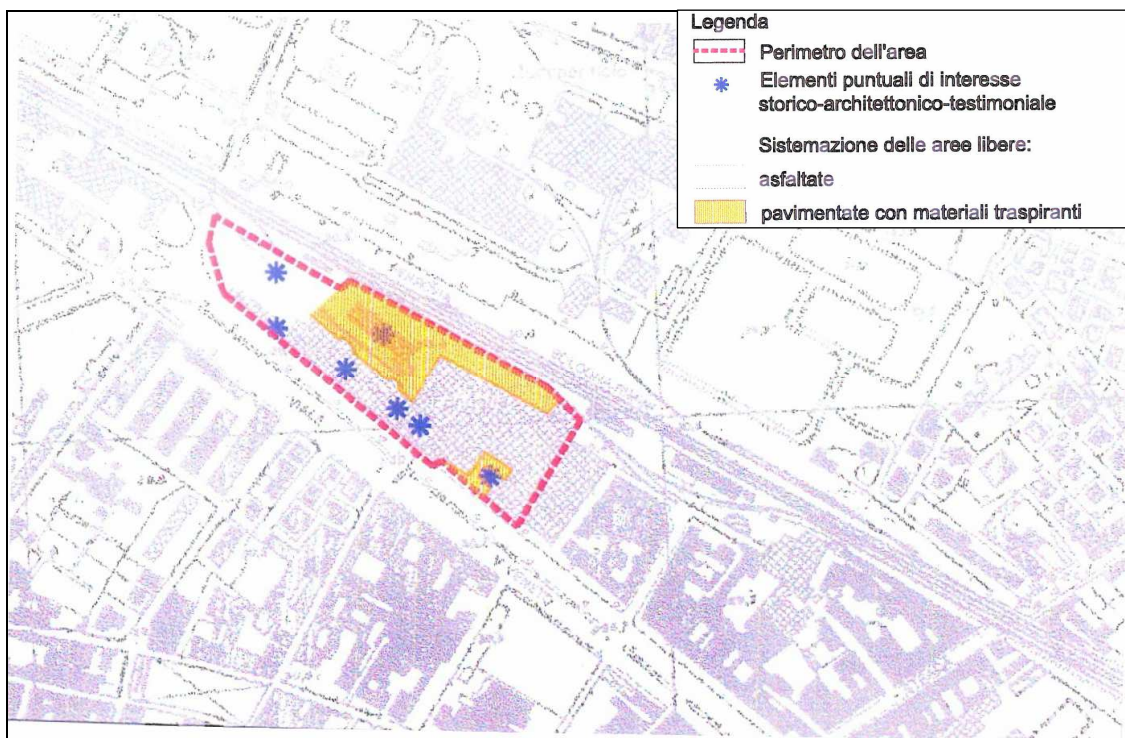 Legenda
Perimetro dell'area
Elementi puntuali di interesse
storico-architettonico-testimoniale
Sistemazione delle aree libere:
asfaltate
pavimentate con materiali traspiranti
VIALE